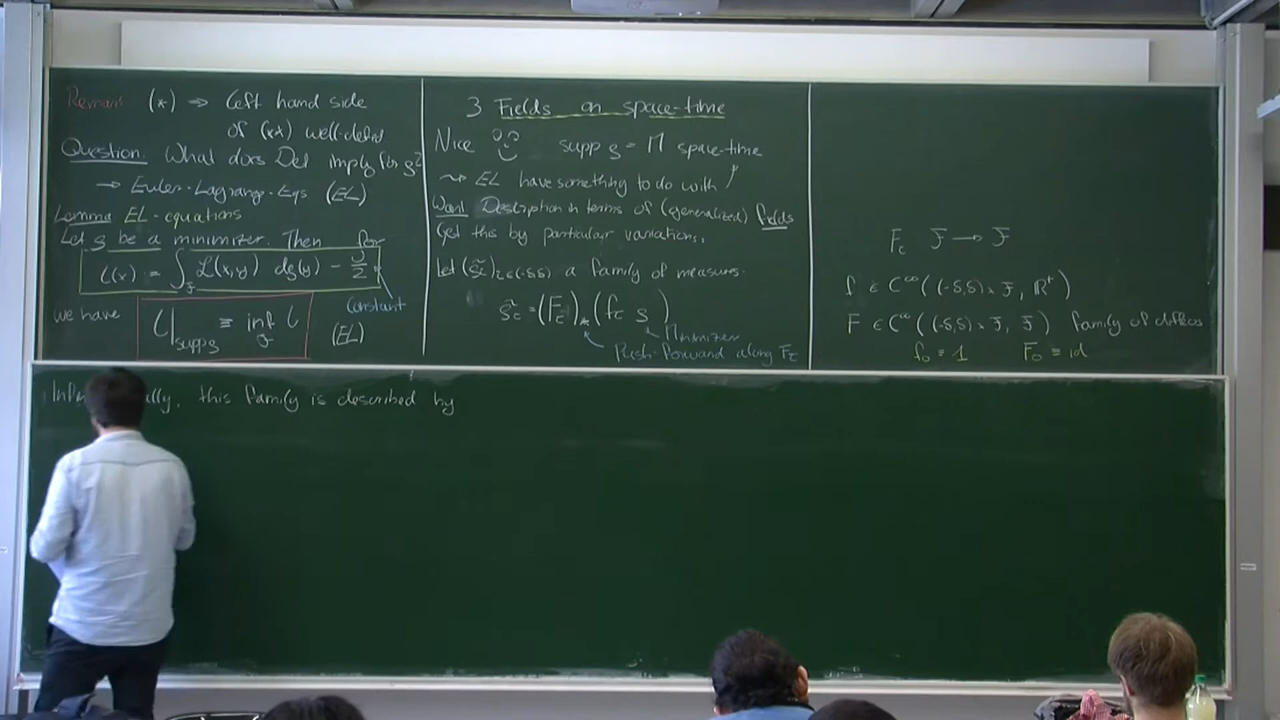 Remark (*) ⇒ left hand side
of (**) well-defined
Question: What does Def imply for ρ?
→ Euler-Lagrange-Eqs (EL)
Lemma EL-equations
Let ρ be a minimizer. Then for
ℓ(x) = ∫_F L(x,y) dρ(y) - ν/2
constant
we have ℓ|_supp ρ ≡ inf_F ℓ (EL)
3 Fields on space-time
Nice supp ρ = M space-time
⇝ EL have something to do with
Want Description in terms of (generalized) fields
Get this by particular variations.
Let (ρ̃_τ)_τ∈(-δ,δ) a family of measures.
ρ̃_τ = (F_τ)_* (f_τ ρ)
Minimizer
Push-forward along F_τ
F_τ F → F
f ∈ C^∞((-δ,δ) × F, R^+)
F ∈ C^∞((-δ,δ) × F, F) family of diffeos
f_0 ≡ 1 F_0 ≡ id
this family is described by